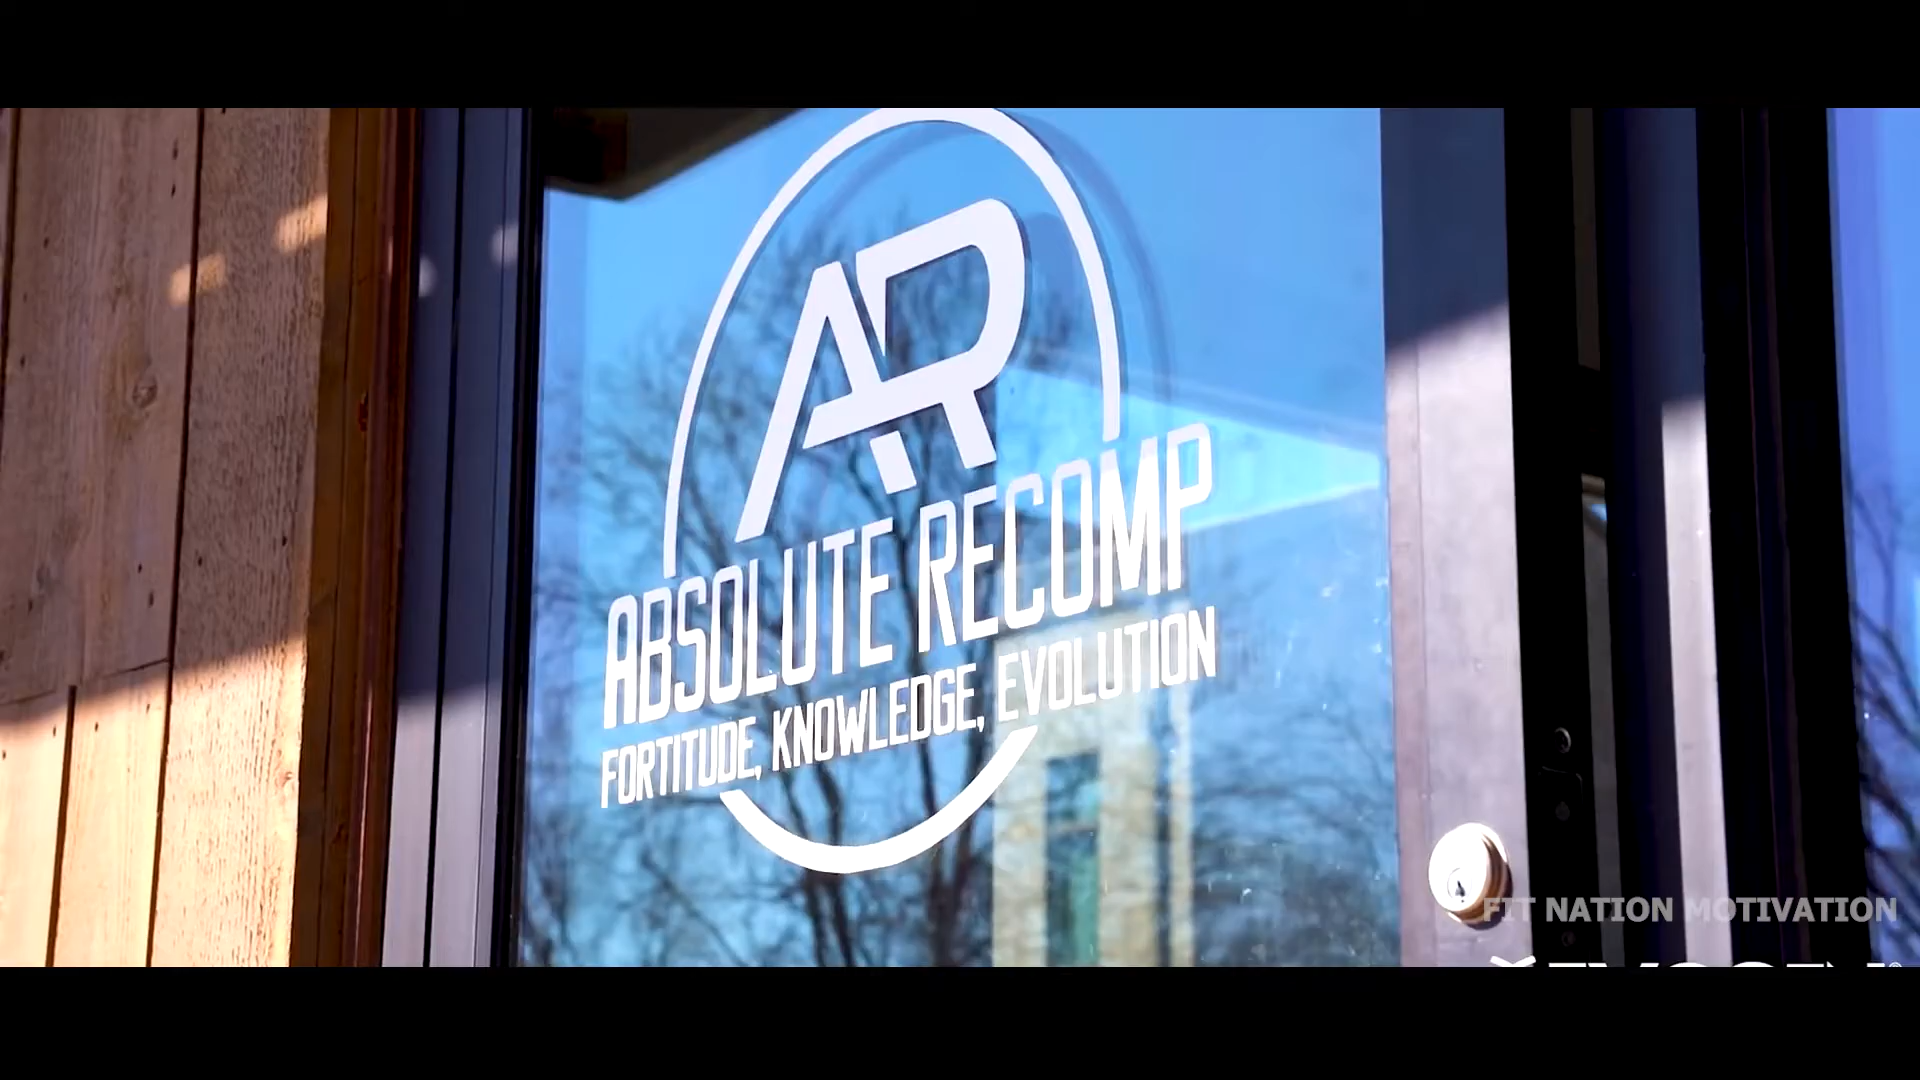 AR
ABSOLUTE RECOMP
FORTITUDE, KNOWLEDGE, EVOLUTION
FIT NATION MOTIVATION